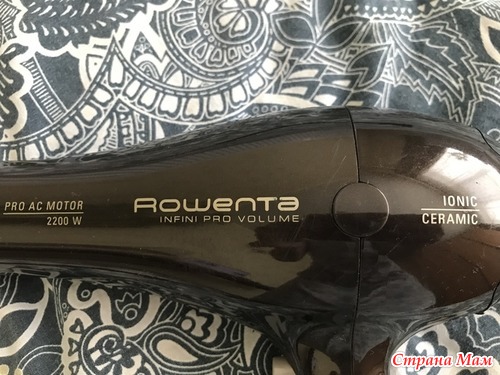 PRO AC MOTOR
2200 W
Rowenta
INFINI PRO VOLUME
IONIC
CERAMIC
Страна Мам